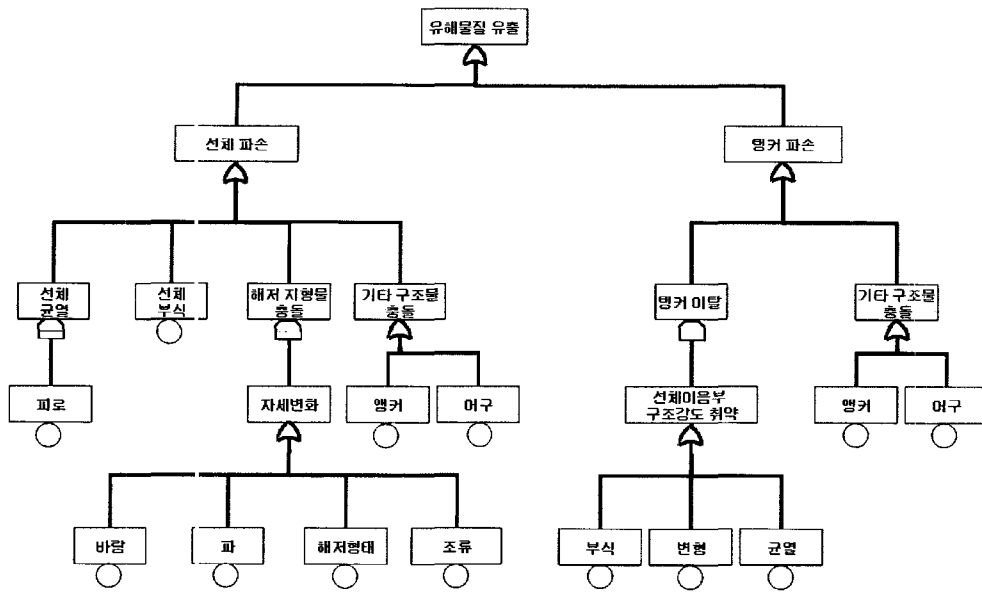 유해물질 유출
선체 파손
탱커 파손
선체
균열
선체
부식
해저 지형물
충돌
기타 구조물
충돌
탱커 이탈
기타 구조물
충돌
피로
자세변화
앵커
어구
선체이음부
구조강도 취약
앵커
어구
바람
파
해저형태
조류
부식
변형
균열